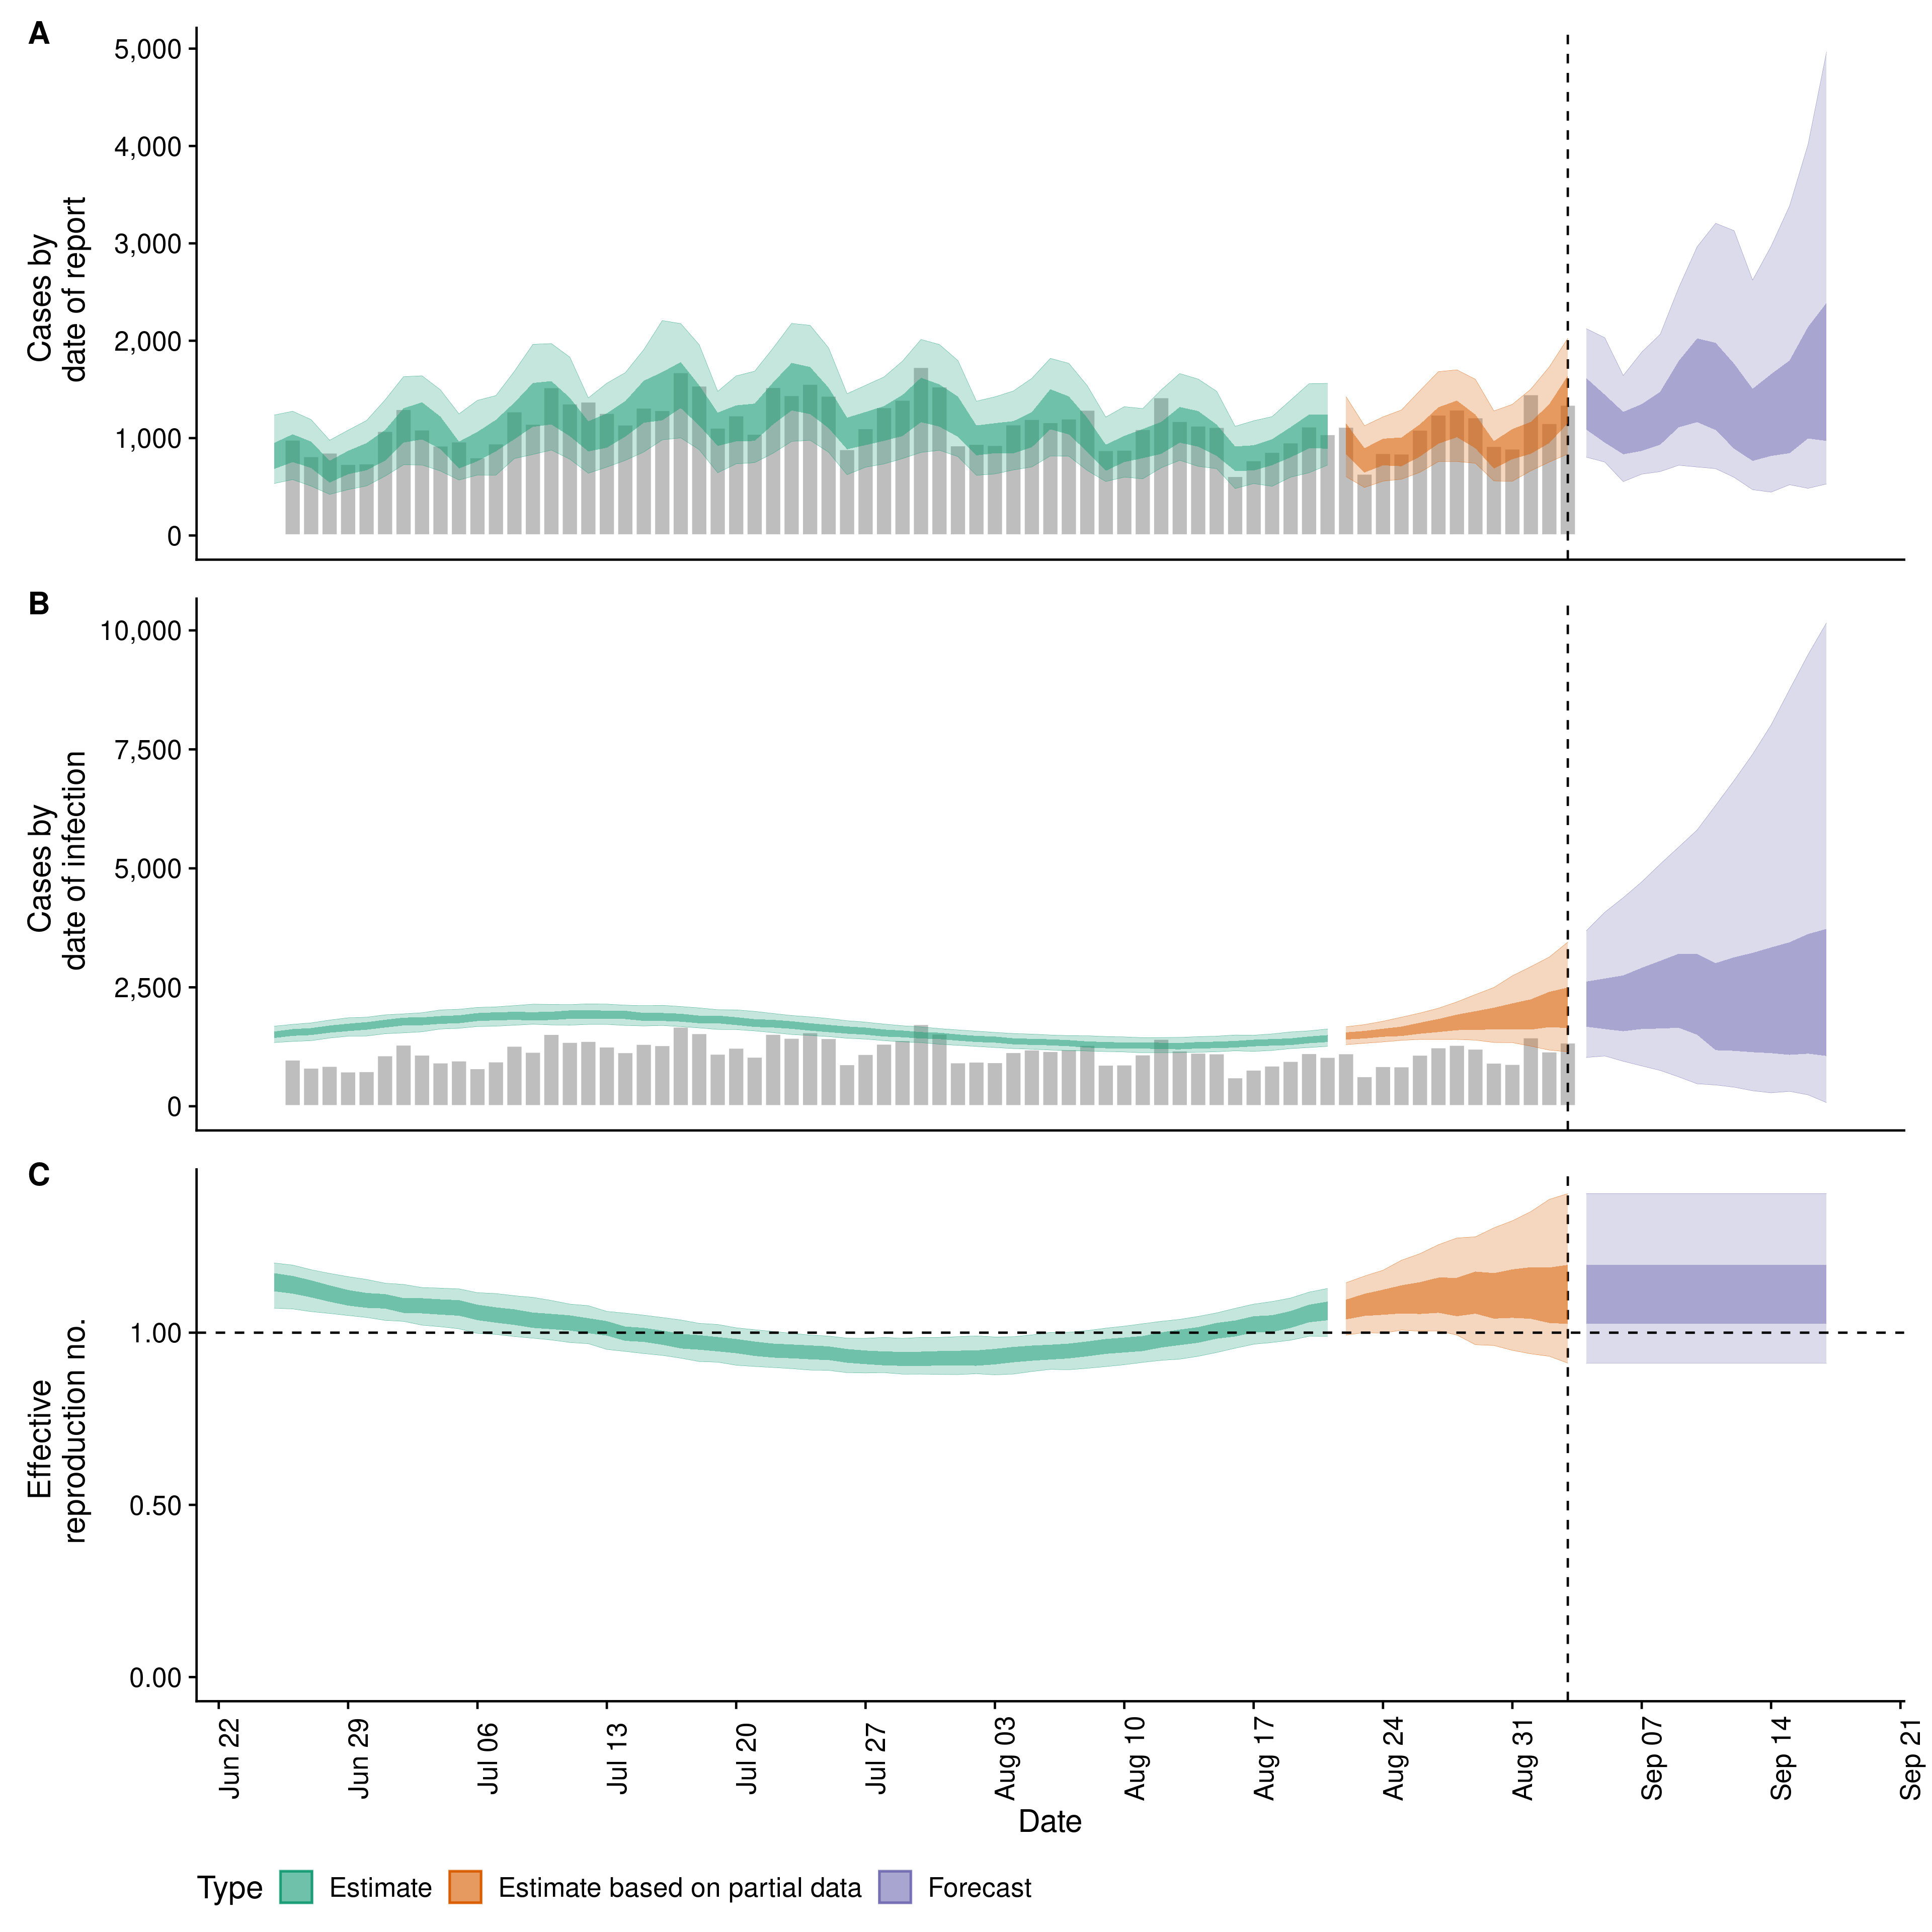 A
5,000
4,000
3,000
2,000
1,000
0
Cases by
date of report
B
10,000
7,500
5,000
2,500
0
Cases by
date of infection
C
1.00
0.50
0.00
Effective
reproduction no.
Jun 22
Jun 29
Jul 06
Jul 13
Jul 20
Jul 27
Aug 03
Aug 10
Aug 17
Aug 24
Aug 31
Sep 07
Sep 14
Sep 21
Date
Type Estimate Estimate based on partial data Forecast